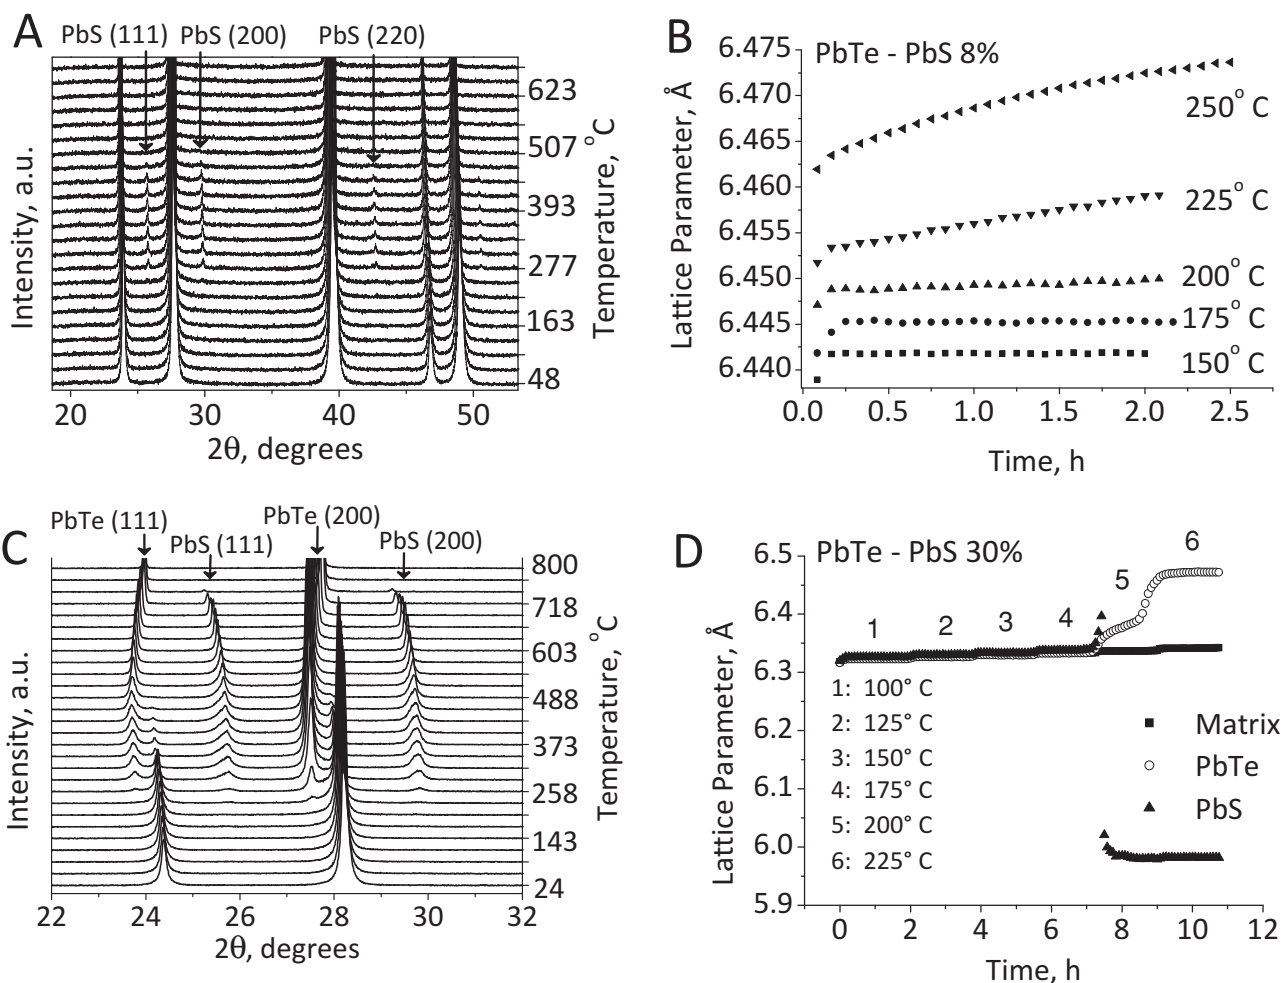 A
PbS (111) PbS (200) PbS (220)
623
507
393
277
163
48
Intensity, a.u.
Temperature, °C
20 30 40 50
2θ, degrees
B
PbTe - PbS 8%
6.475
6.470
6.465
6.460
6.455
6.450
6.445
6.440
Lattice Parameter, Å
250° C
225° C
200° C
175° C
150° C
0.0 0.5 1.0 1.5 2.0 2.5
Time, h
C
PbTe (111) PbS (111) PbTe (200) PbS (200)
800
718
603
488
373
258
143
24
Intensity, a.u.
Temperature, °C
22 24 26 28 30 32
2θ, degrees
D
PbTe - PbS 30%
6.5
6.4
6.3
6.2
6.1
6.0
5.9
Lattice Parameter, Å
1 2 3 4 5 6
1: 100° C
2: 125° C
3: 150° C
4: 175° C
5: 200° C
6: 225° C
Matrix
PbTe
PbS
0 2 4 6 8 10 12
Time, h